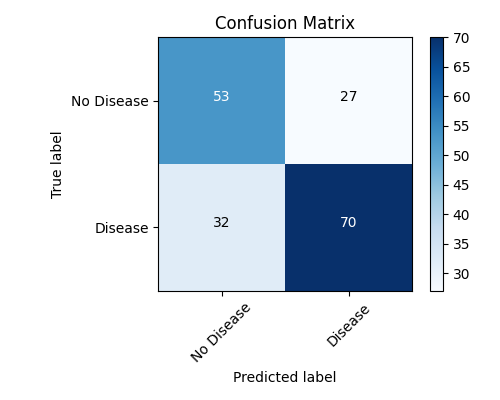 Confusion Matrix
True label
No Disease
Disease
53
27
32
70
No Disease
Disease
Predicted label
70
65
60
55
50
45
40
35
30